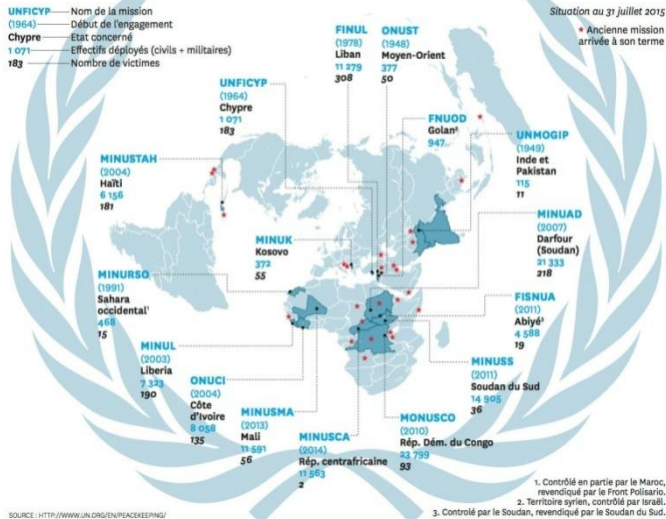 UNFICYP Nom de la mission
(1964) Début de l'engagement
Chypre Etat concerné
1 071 Effectifs déployés (civils + militaires)
183 Nombre de victimes
Situation au 31 juillet 2015
★ Ancienne mission
arrivée à son terme
FINUL
(1978)
Liban
11 279
308
ONUST
(1948)
Moyen-Orient
377
50
UNFICYP
(1964)
Chypre
1 071
183
FNUOD
Golan²
947
UNMOGIP
(1949)
Inde et
Pakistan
115
11
MINUSTAH
(2004)
Haïti
6 156
181
MINUAD
(2007)
Darfour
(Soudan)
21 333
218
MINUK
Kosovo
372
55
MINURSO
(1991)
Sahara
occidental¹
468
15
FISNUA
(2011)
Abiyé³
4 588
19
MINUL
(2003)
Liberia
7 323
190
ONUCI
(2004)
Côte
d'Ivoire
8 058
135
MINUSMA
(2013)
Mali
11 591
56
MINUSCA
(2014)
Rép. centrafricaine
11 563
2
MONUSCO
(2010)
Rép. Dém. du Congo
23 799
93
MINUSS
(2011)
Soudan du Sud
14 905
36
1. Contrôlé en partie par le Maroc,
revendiqué par le Front Polisario.
2. Territoire syrien, contrôlé par Israël.
3. Controlé par le Soudan, revendiqué par le Soudan du Sud.
SOURCE : HTTP://WWW.UN.ORG/EN/PEACEKEEPING/